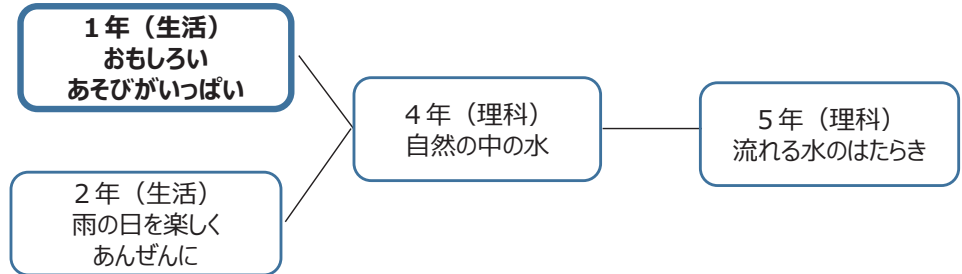 １年（生活）
おもしろい
あそびがいっぱい
２年（生活）
雨の日を楽しく
あんぜんに
４年（理科）
自然の中の水
５年（理科）
流れる水のはたらき